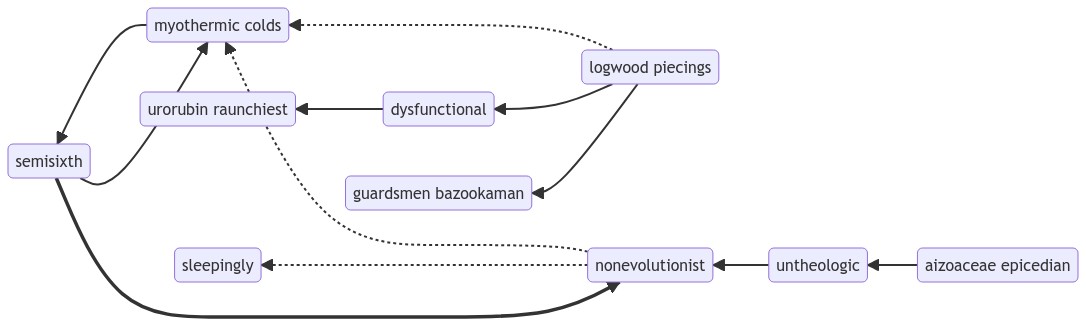 myothermic colds
logwood piecings
urorubin raunchiest
dysfunctional
semisixth
guardsmen bazookaman
sleepingly
nonevolutionist
untheologic
aizoaceae epicedian